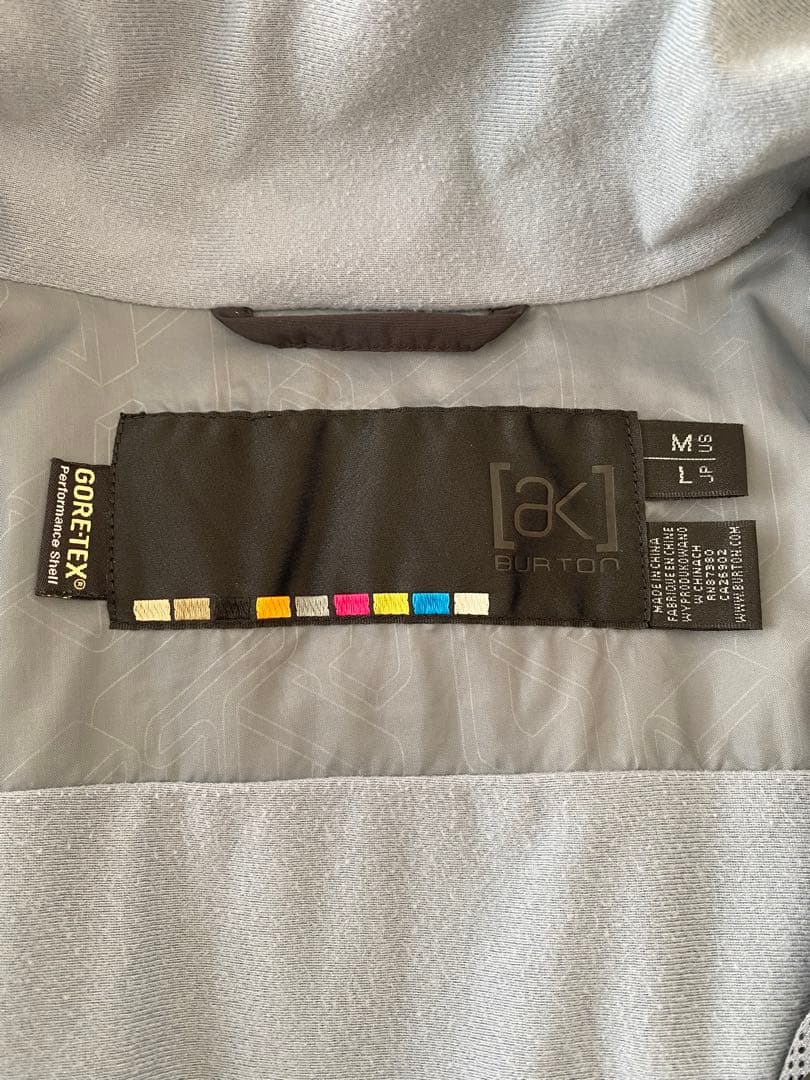 GORE-TEX®
Performance Shell
[ak]
BURTON
M US
L JP
MADE IN CHINA
FABRIQUE EN CHINE
WYPRODUKOWANO
W CHINACH
RN87980
CA26902
WWW.BURTON.COM